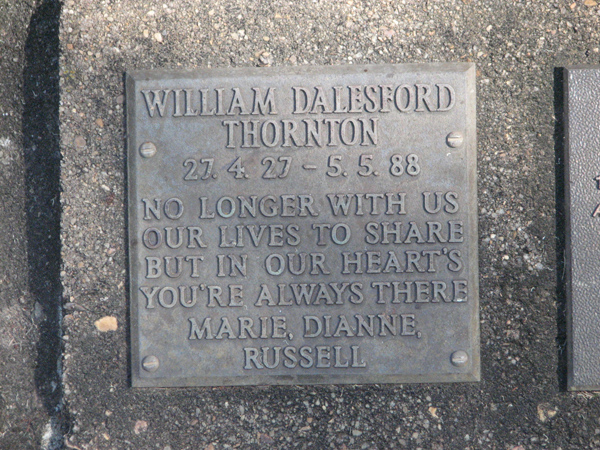 WILLIAM DALESFORD
THORNTON
27. 4. 27 - 5. 5. 88
NO LONGER WITH US
OUR LIVES TO SHARE
BUT IN OUR HEART'S
YOU'RE ALWAYS THERE
MARIE, DIANNE,
RUSSELL